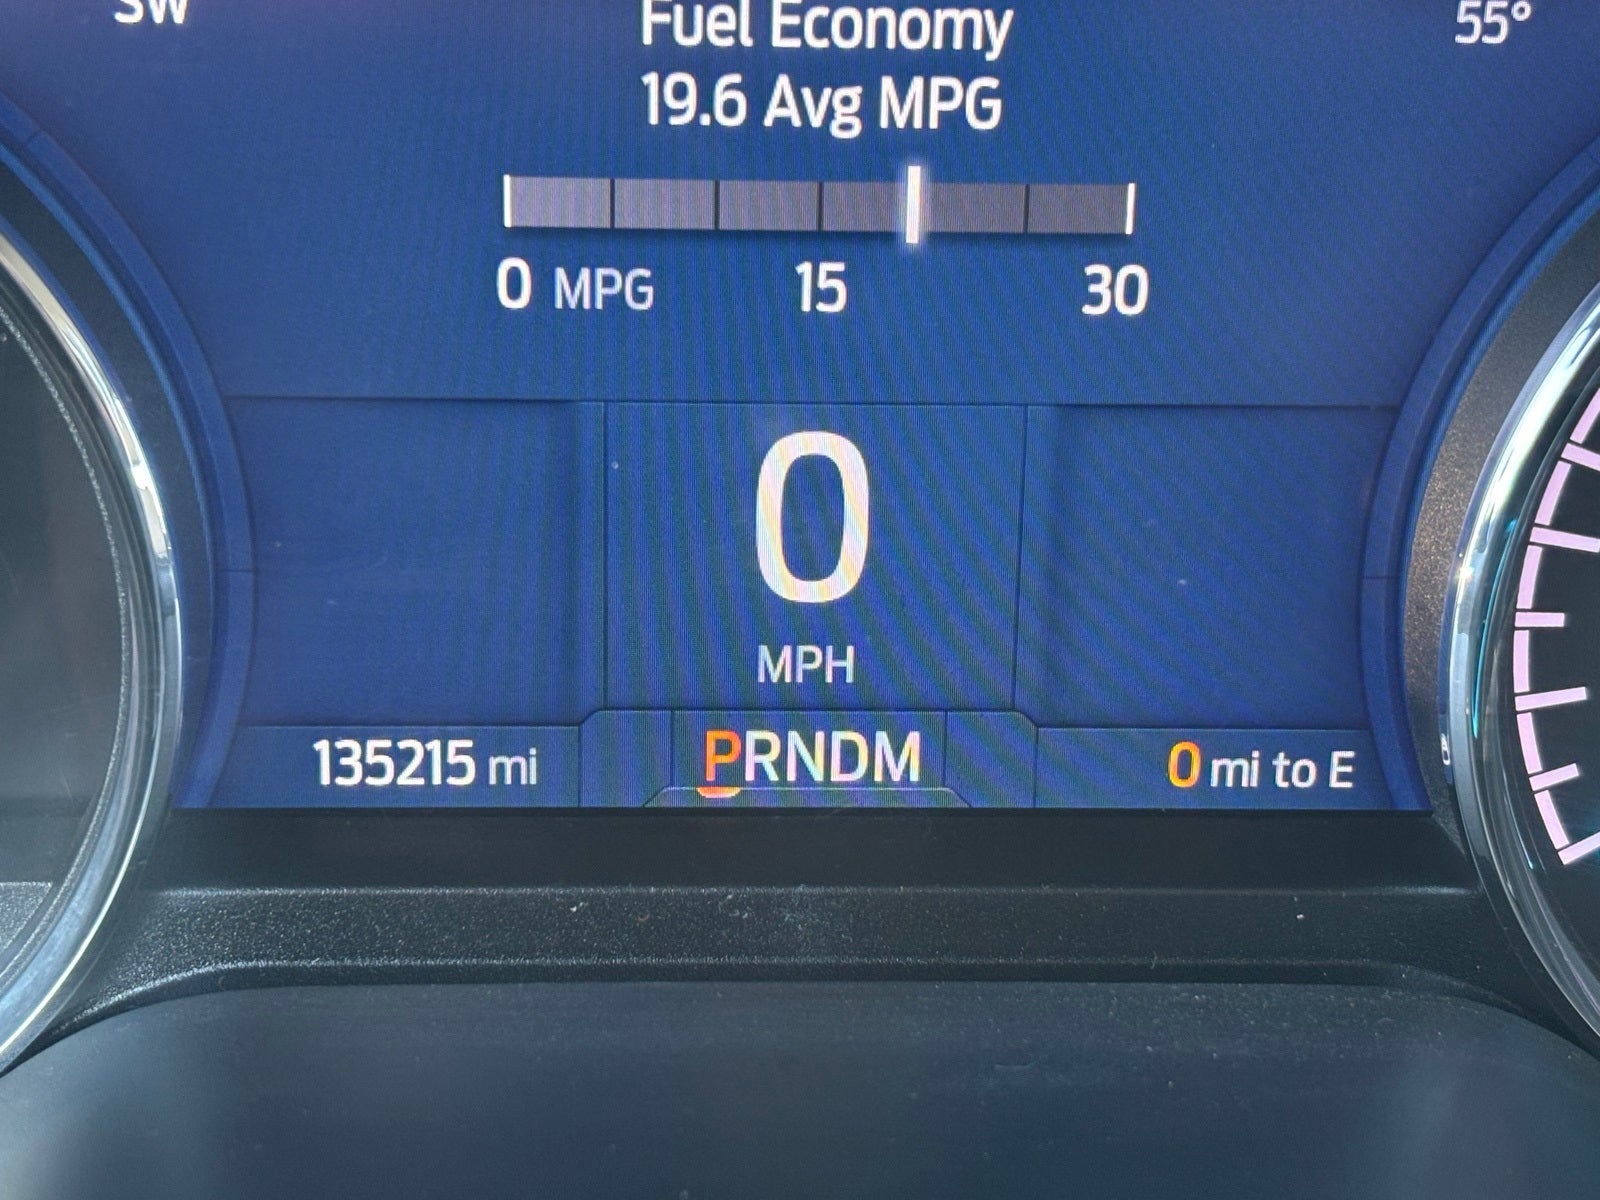 SW
55°
Fuel Economy
19.6 Avg MPG
0 MPG 15 30
0
MPH
135215 mi
PRNDM
0 mi to E